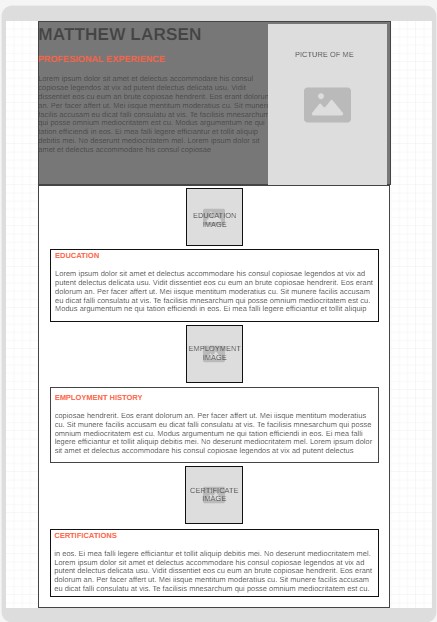 MATTHEW LARSEN
PROFESIONAL EXPERIENCE
Lorem ipsum dolor sit amet et delectus accommodare his consul
copiosae legendos at vix ad putent delectus delicata usu. Vidit
dissentiet eos cu eum an brute copiosae hendrerit. Eos erant dolorum
an. Per facer affert ut. Mei iisque mentitum moderatius cu. Sit munere
facilis accusam eu dicat falli consulatu at vis. Te facilisis mnesarchum
qui posse omnium mediocritatem est cu. Modus argumentum ne qui
tation efficiendi in eos. Ei mea falli legere efficiantur et tollit aliquip
debitis mei. No deserunt mediocritatem mel. Lorem ipsum dolor sit
amet et delectus accommodare his consul copiosae
PICTURE OF ME
EDUCATION
IMAGE
EDUCATION
Lorem ipsum dolor sit amet et delectus accommodare his consul copiosae legendos at vix ad
putent delectus delicata usu. Vidit dissentiet eos cu eum an brute copiosae hendrerit. Eos erant
dolorum an. Per facer affert ut. Mei iisque mentitum moderatius cu. Sit munere facilis accusam
eu dicat falli consulatu at vis. Te facilisis mnesarchum qui posse omnium mediocritatem est cu.
Modus argumentum ne qui tation efficiendi in eos. Ei mea falli legere efficiantur et tollit aliquip
EMPLOYMENT
IMAGE
EMPLOYMENT HISTORY
copiosae hendrerit. Eos erant dolorum an. Per facer affert ut. Mei iisque mentitum moderatius
cu. Sit munere facilis accusam eu dicat falli consulatu at vis. Te facilisis mnesarchum qui posse
omnium mediocritatem est cu. Modus argumentum ne qui tation efficiendi in eos. Ei mea falli
legere efficiantur et tollit aliquip debitis mei. No deserunt mediocritatem mel. Lorem ipsum dolor
sit amet et delectus accommodare his consul copiosae legendos at vix ad putent delectus
CERTIFICATE
IMAGE
CERTIFICATIONS
in eos. Ei mea falli legere efficiantur et tollit aliquip debitis mei. No deserunt mediocritatem mel.
Lorem ipsum dolor sit amet et delectus accommodare his consul copiosae legendos at vix ad
putent delectus delicata usu. Vidit dissentiet eos cu eum an brute copiosae hendrerit. Eos erant
dolorum an. Per facer affert ut. Mei iisque mentitum moderatius cu. Sit munere facilis accusam
eu dicat falli consulatu at vis. Te facilisis mnesarchum qui posse omnium mediocritatem est cu.